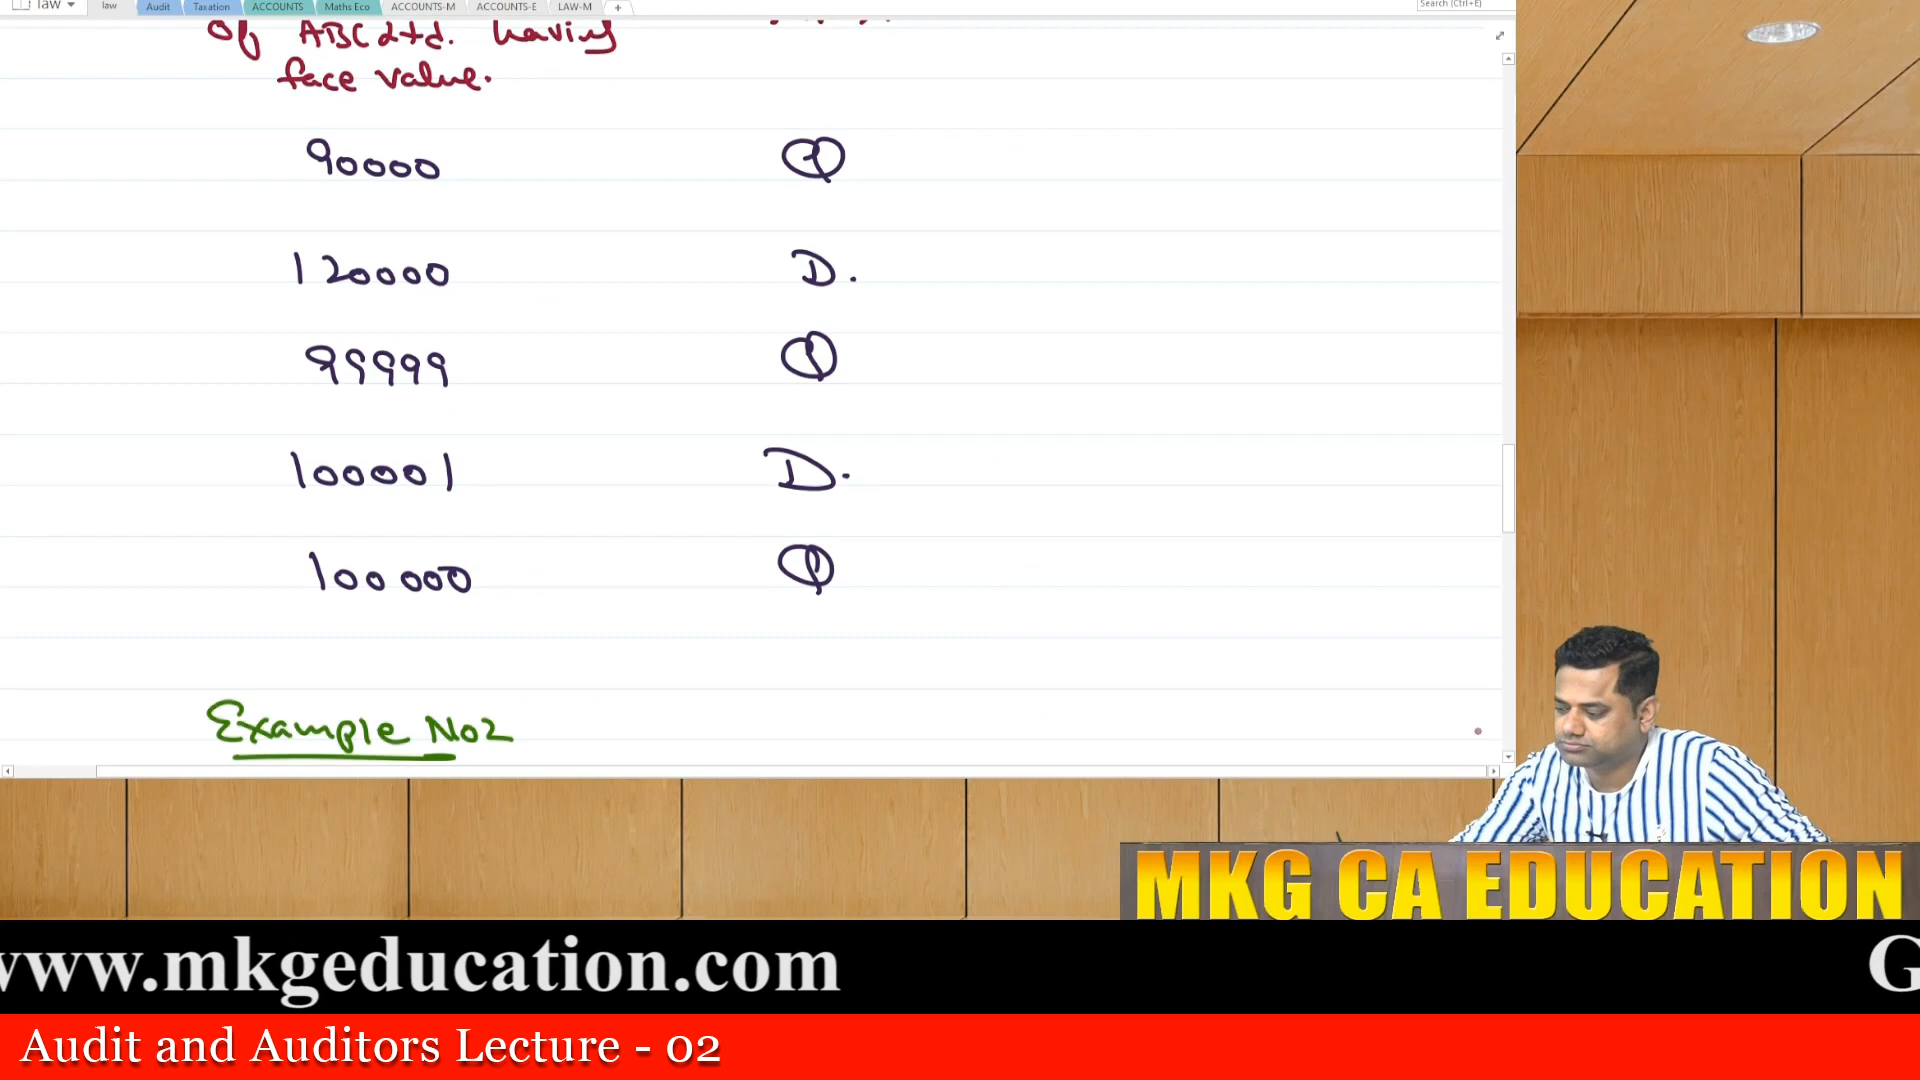 law
law
Audit
Taxation
ACCOUNTS
Maths Eco
ACCOUNTS-M
ACCOUNTS-E
LAW-M
+
Search (Ctrl+E)
of ABC Ltd. having
face value.
90000 Q
120000 D.
99999 Q
100001 D.
100000 Q
Example No2
MKG CA EDUCATION
www.mkgeducation.com
G
Audit and Auditors Lecture - 02